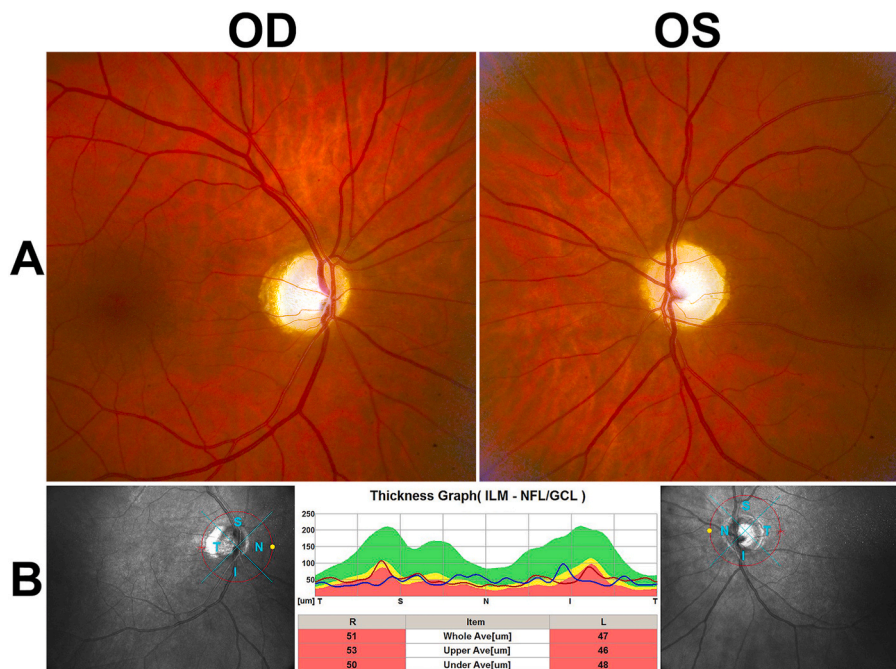 OD OS
A
B
Thickness Graph( ILM - NFL/GCL )
250
200
150
100
50
[um] T S N I T
S
T N
I
S
N T
I
R Item L
51 Whole Ave[um] 47
53 Upper Ave[um] 46
50 Under Ave[um] 48